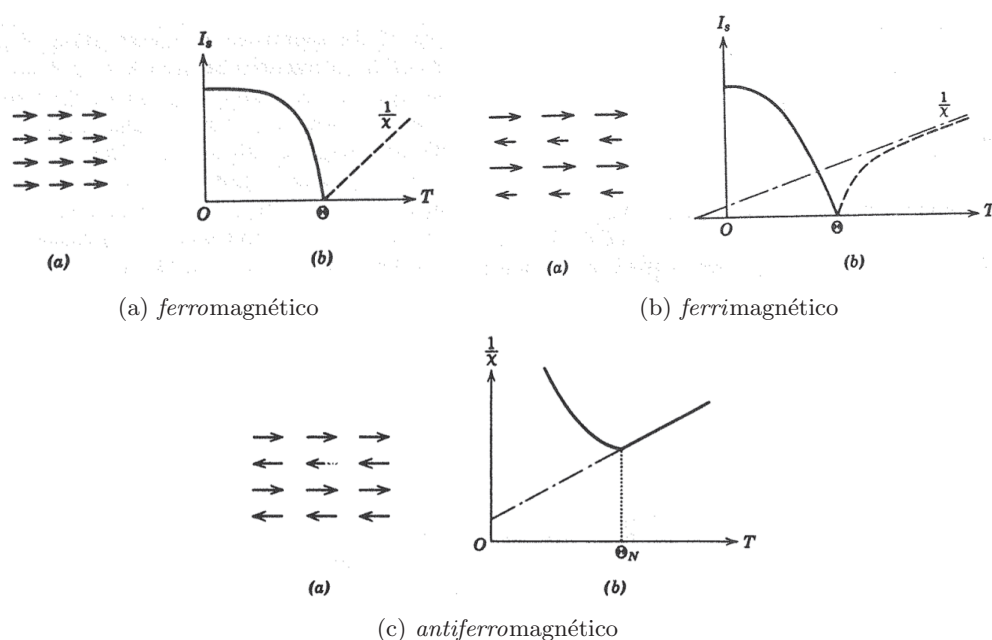 I_s
1/χ
O
Θ
T
(a)
(b)
(a) ferromagnético
I_s
1/χ
O
Θ
T
(a)
(b)
(b) ferrimagnético
1/χ
O
Θ_N
T
(a)
(b)
(c) antiferromagnético